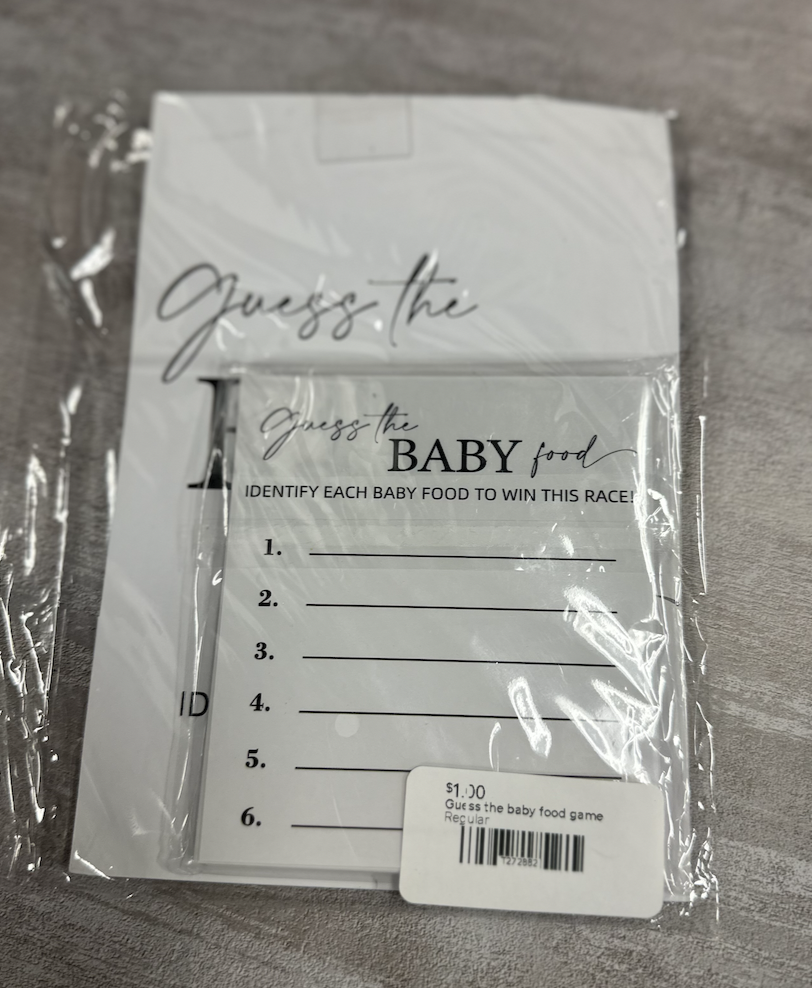 Guess the
Guess the
BABY food
IDENTIFY EACH BABY FOOD TO WIN THIS RACE!
1.
2.
3.
4.
5.
6.
ID
$1.00
Guess the baby food game
Regular
1272882